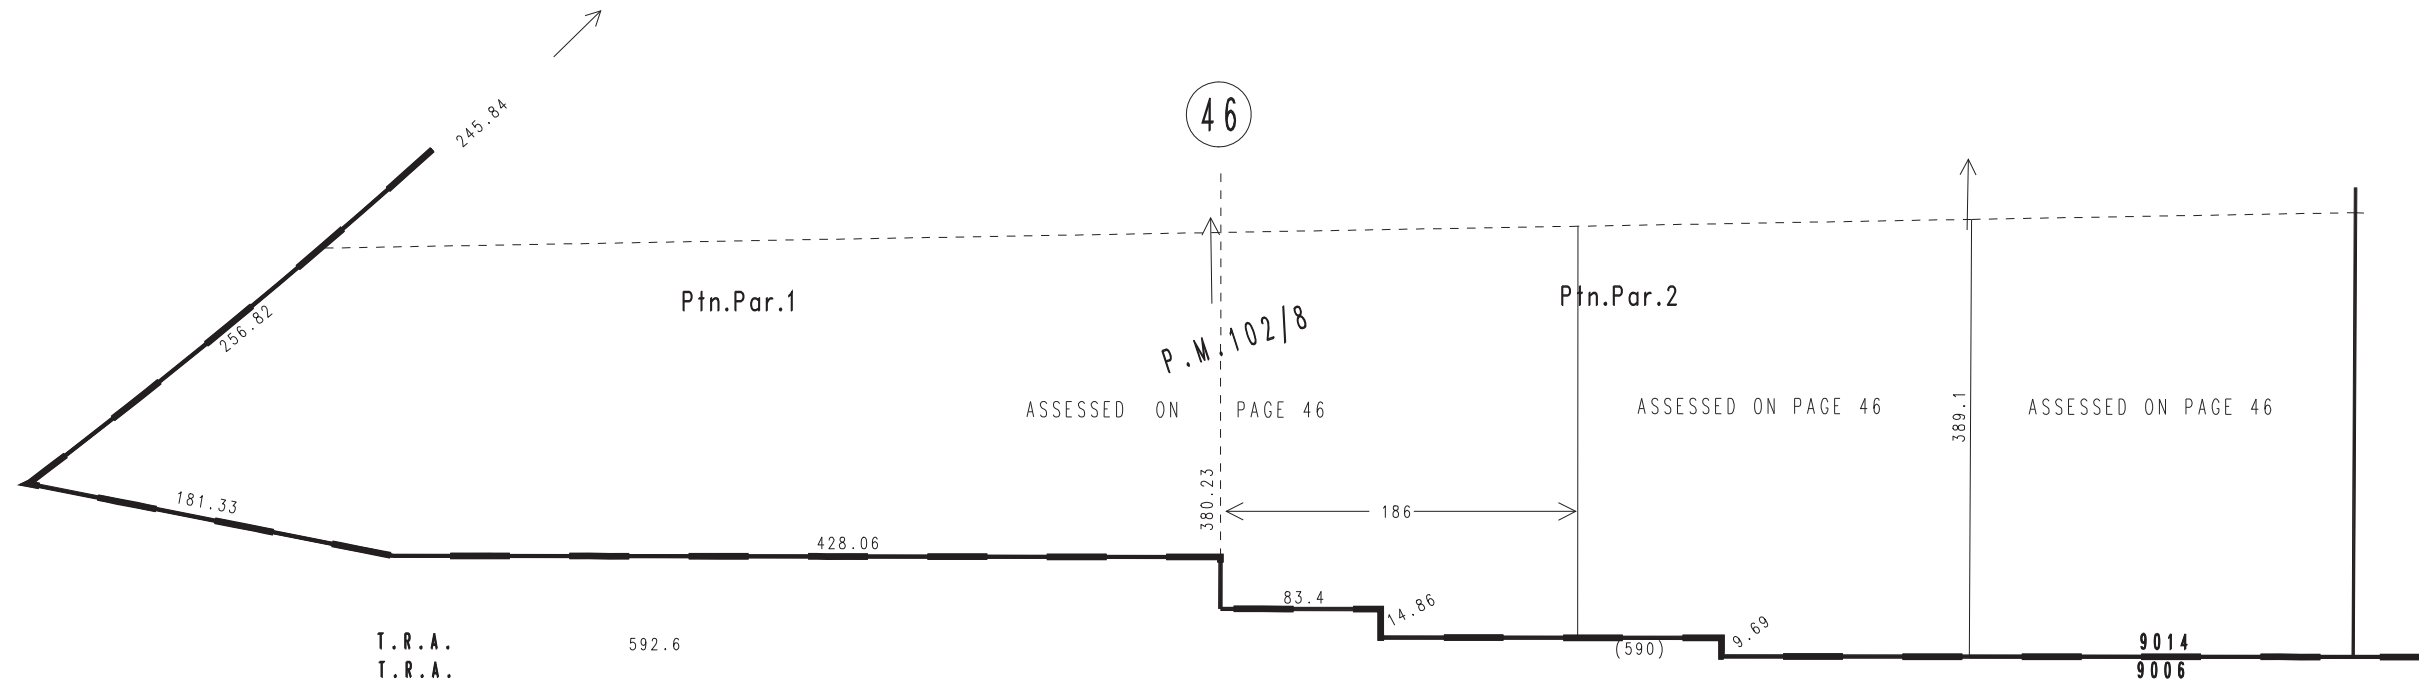 245.84
46
256.82
Ptn.Par.1
Ptn.Par.2
P.M.102/8
ASSESSED ON PAGE 46
ASSESSED ON PAGE 46
389.1
ASSESSED ON PAGE 46
181.33
380.23
186
428.06
83.4
14.86
9.69
T.R.A.
592.6
(590)
9014
T.R.A.
9006